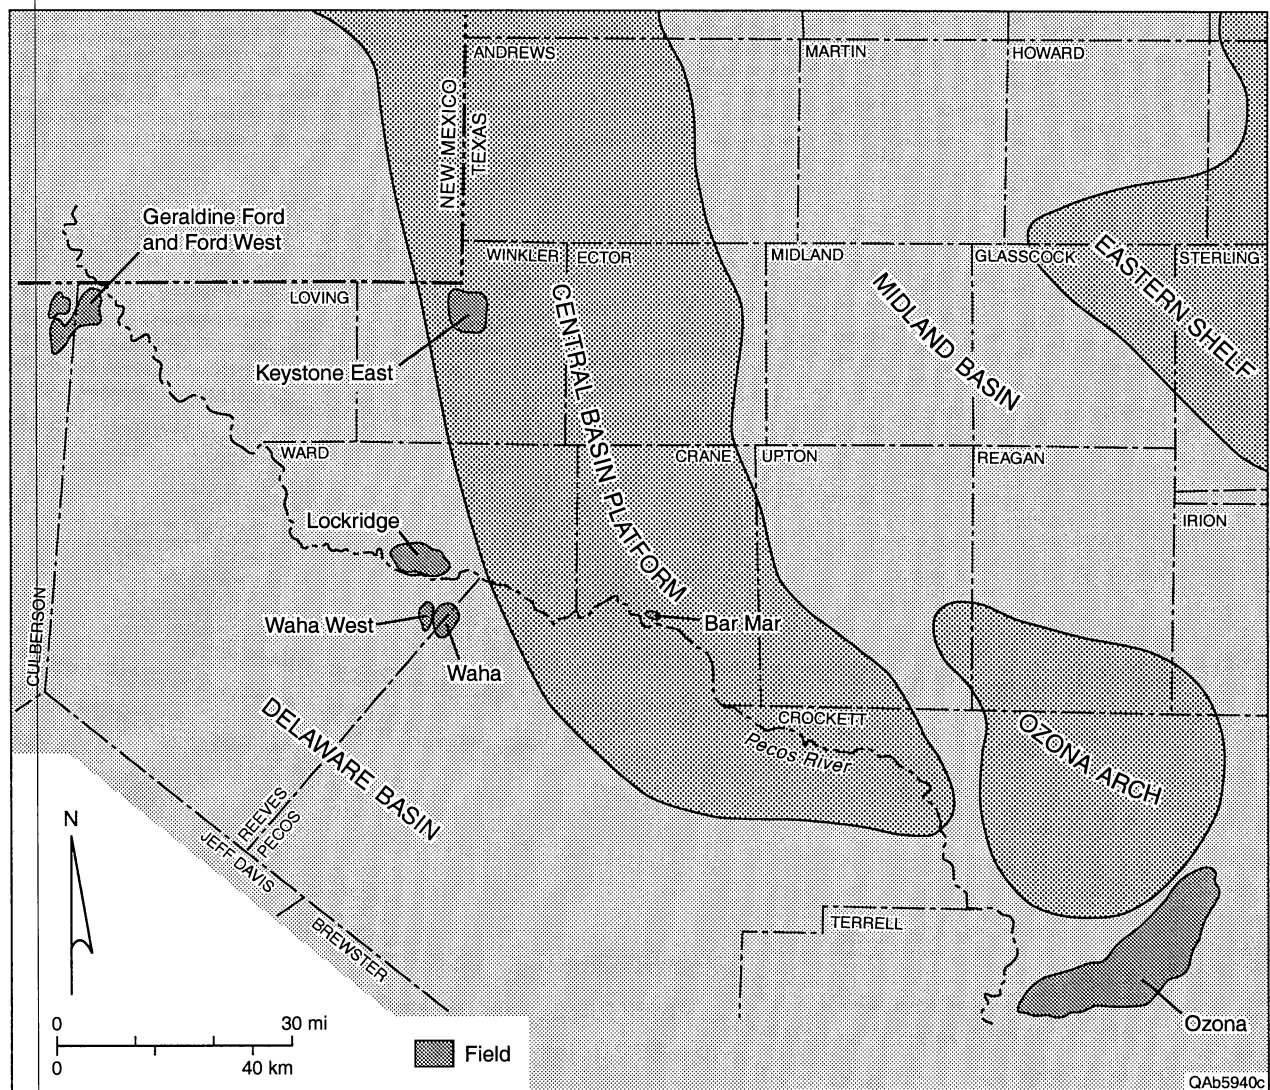 ANDREWS
MARTIN
HOWARD
NEW MEXICO
TEXAS
Geraldine Ford
and Ford West
WINKLER
ECTOR
MIDLAND
GLASSCOCK
STERLING
EASTERN SHELF
LOVING
CENTRAL BASIN PLATFORM
MIDLAND BASIN
Keystone East
WARD
CRANE
UPTON
REAGAN
Lockridge
IRION
CULBERSON
Waha West
Bar Mar
Waha
DELAWARE BASIN
CROCKETT
Pecos River
OZONA ARCH
REEVES
PECOS
JEFF DAVIS
N
BREWSTER
TERRELL
0
30 mi
0
40 km
Field
Ozona
QAb5940c